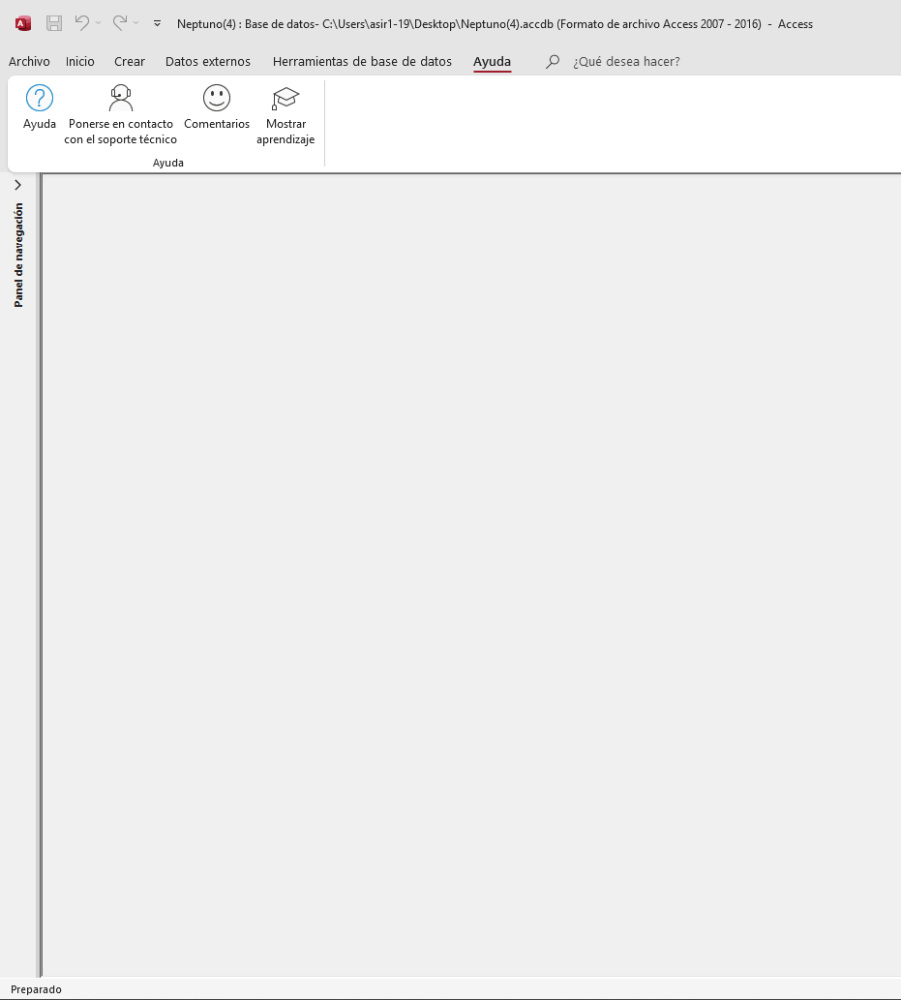 Neptuno(4) : Base de datos- C:\Users\asir1-19\Desktop\Neptuno(4).accdb (Formato de archivo Access 2007 - 2016)  -  Access
Archivo Inicio Crear Datos externos Herramientas de base de datos Ayuda ¿Qué desea hacer?
Ayuda
Ponerse en contacto
con el soporte técnico
Comentarios
Mostrar
aprendizaje
Ayuda
Panel de navegación
Preparado